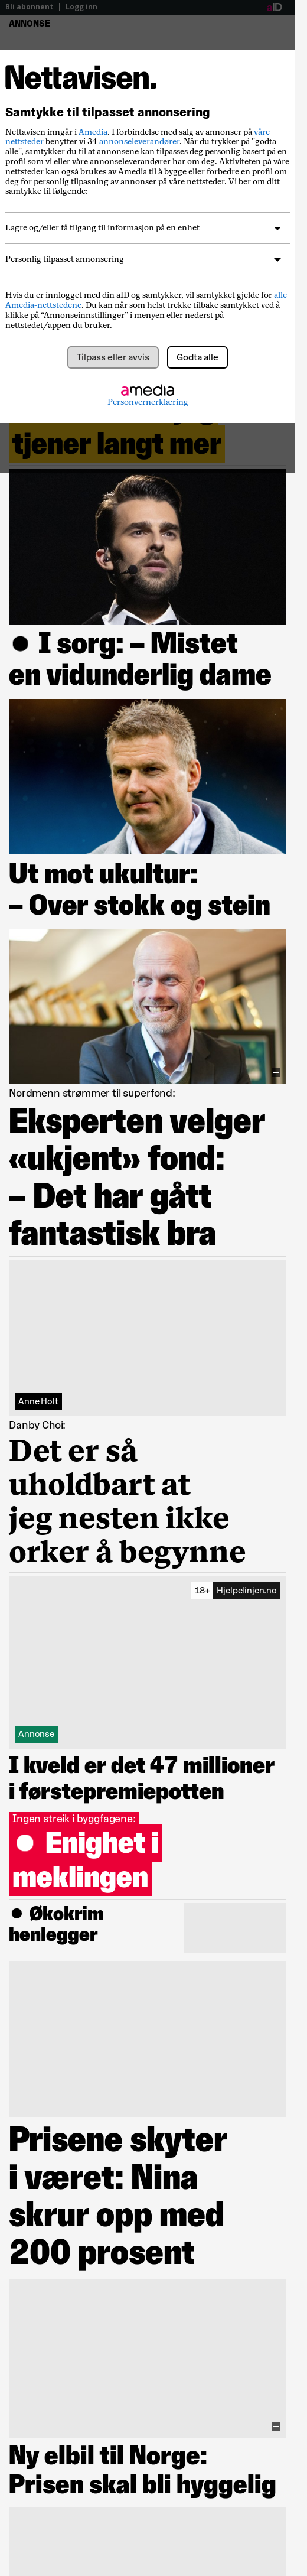 Bli abonnent | Logg inn
aID
ANNONSE
Nettavisen.
Samtykke til tilpasset annonsering
Nettavisen inngår i Amedia. I forbindelse med salg av annonser på våre
nettsteder benytter vi 34 annonseleverandører. Når du trykker på "godta
alle", samtykker du til at annonsene kan tilpasses deg personlig basert på en
profil som vi eller våre annonseleverandører har om deg. Aktiviteten på våre
nettsteder kan også brukes av Amedia til å bygge eller forbedre en profil om
deg for personlig tilpasning av annonser på våre nettsteder. Vi ber om ditt
samtykke til følgende:
Lagre og/eller få tilgang til informasjon på en enhet
Personlig tilpasset annonsering
Hvis du er innlogget med din aID og samtykker, vil samtykket gjelde for alle
Amedia-nettstedene. Du kan når som helst trekke tilbake samtykket ved å
klikke på “Annonseinnstillinger” i menyen eller nederst på
nettstedet/appen du bruker.
Tilpass eller avvis
Godta alle
amedia
Personvernerklæring
tjener langt mer
● I sorg: – Mistet
en vidunderlig dame
Ut mot ukultur:
– Over stokk og stein
Nordmenn strømmer til superfond:
Eksperten velger
«ukjent» fond:
– Det har gått
fantastisk bra
Anne Holt
Danby Choi:
Det er så
uholdbart at
jeg nesten ikke
orker å begynne
18+ Hjelpelinjen.no
Annonse
I kveld er det 47 millioner
i førstepremiepotten
Ingen streik i byggfagene:
● Enighet i
meklingen
● Økokrim
henlegger
Prisene skyter
i været: Nina
skrur opp med
200 prosent
Ny elbil til Norge:
Prisen skal bli hyggelig